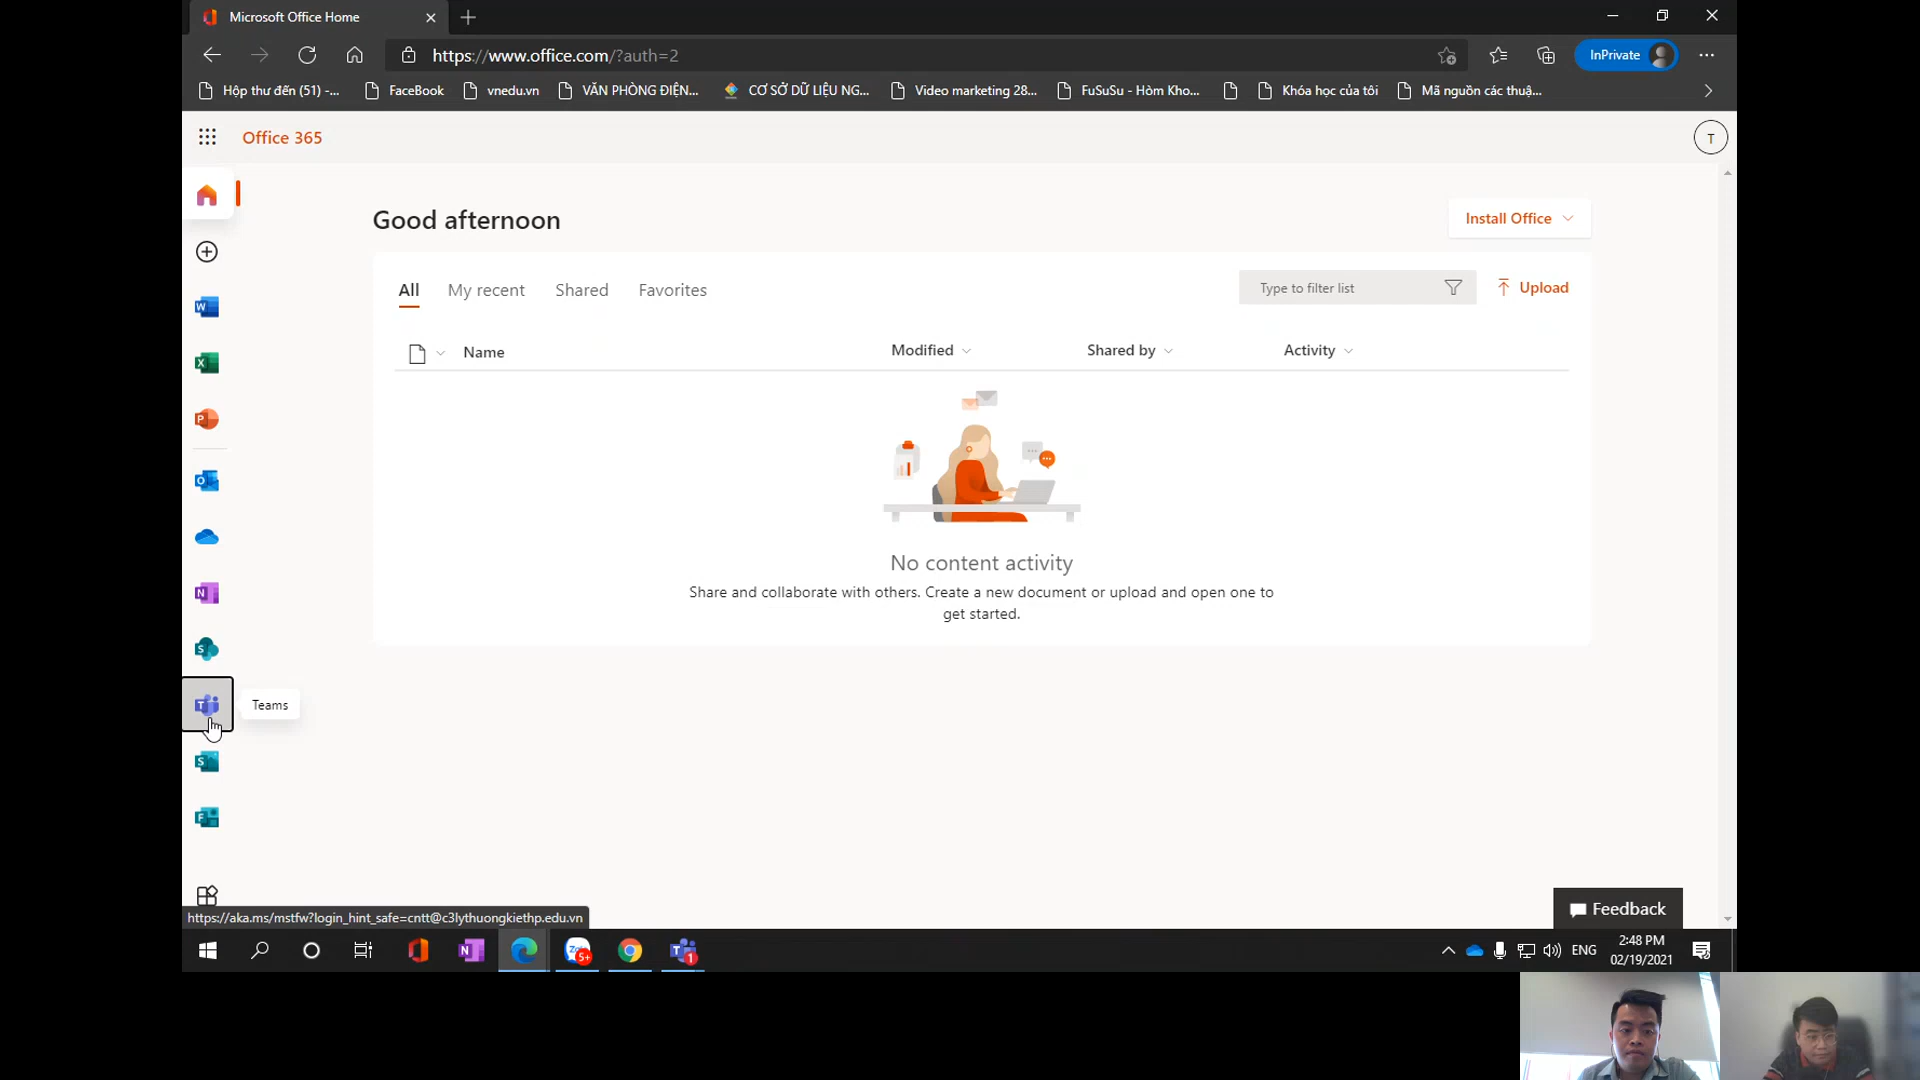 Microsoft Office Home
https://www.office.com/?auth=2
InPrivate
Hộp thư đến (51) -...
FaceBook
vnedu.vn
VĂN PHÒNG ĐIỆN...
CƠ SỞ DỮ LIỆU NG...
Video marketing 28...
FuSuSu - Hòm Kho...
Khóa học của tôi
Mã nguồn các thuậ...
Office 365
T
Good afternoon
Install Office
All
My recent
Shared
Favorites
Type to filter list
Upload
Name
Modified
Shared by
Activity
No content activity
Share and collaborate with others. Create a new document or upload and open one to
get started.
Teams
https://aka.ms/mstfw?login_hint_safe=cntt@c3lythuongkiethp.edu.vn
Feedback
Zalo
5+
1
ENG
2:48 PM
02/19/2021